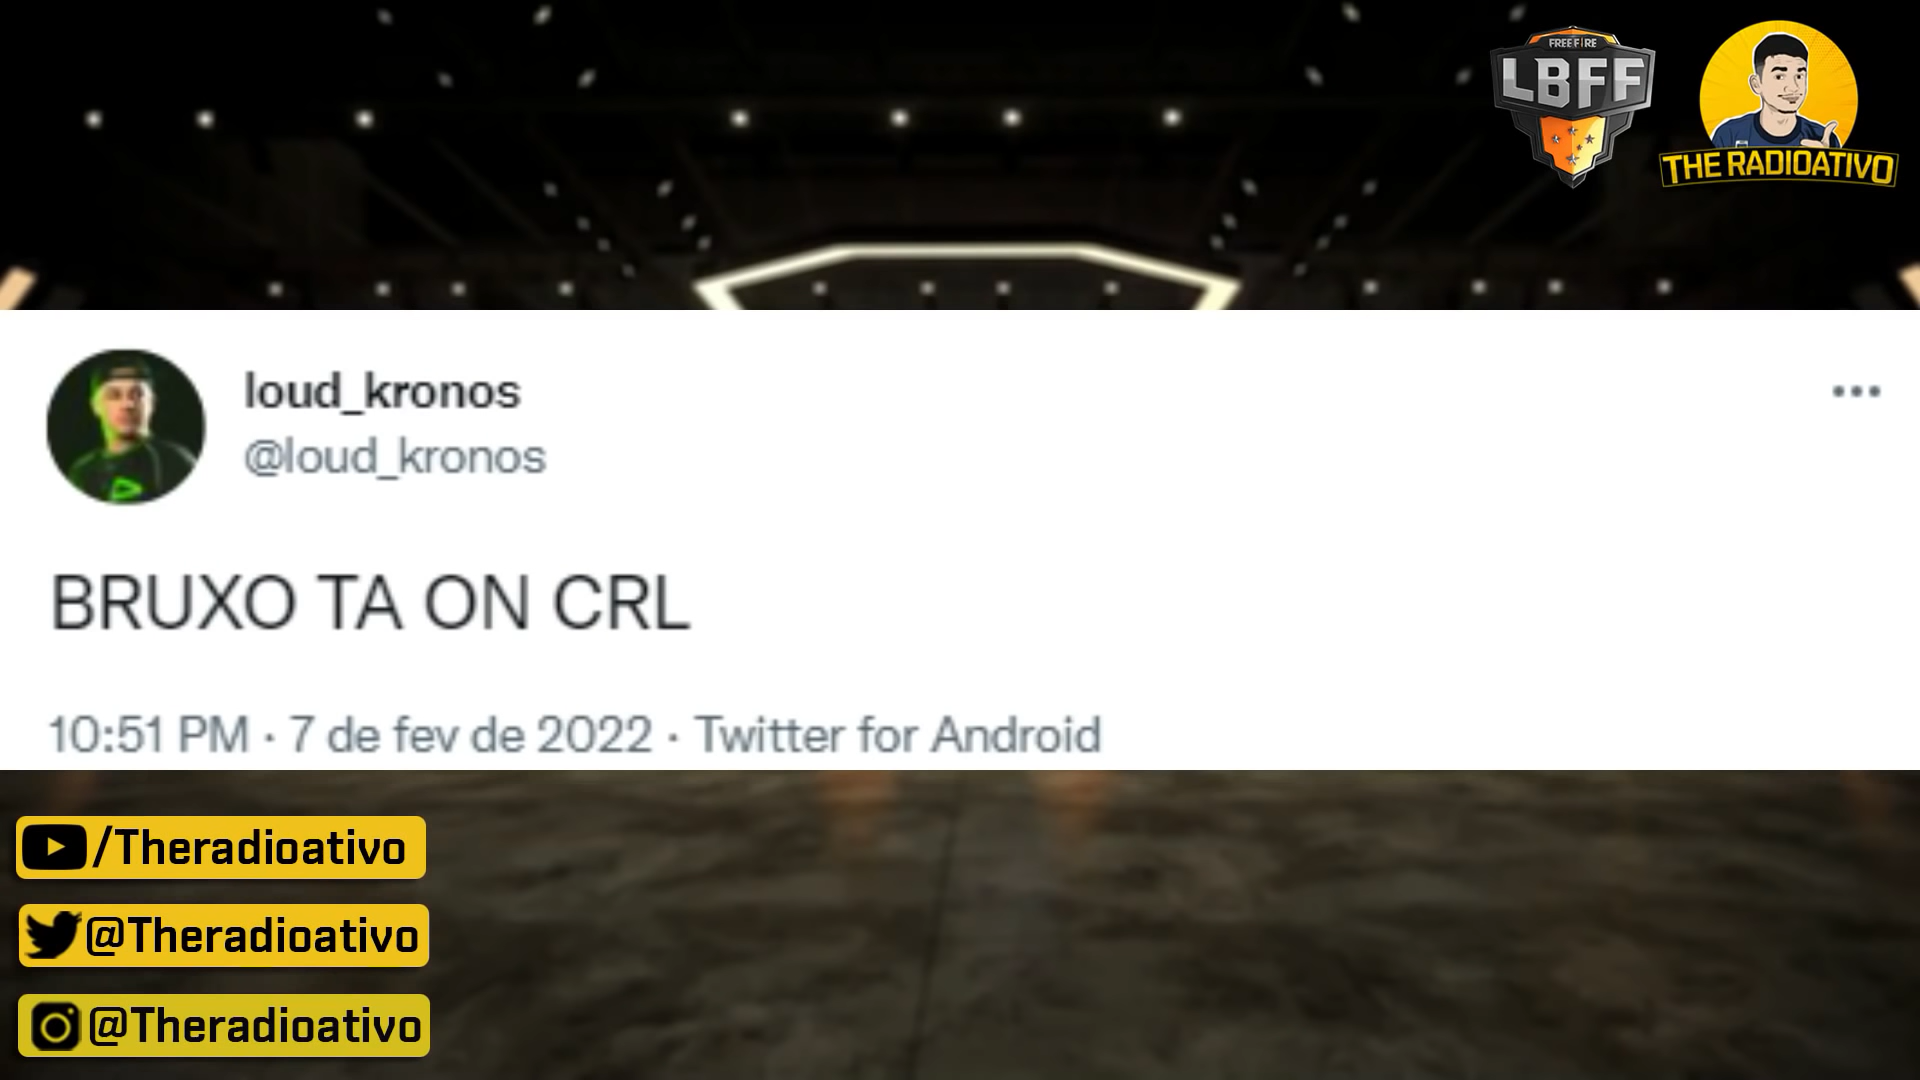 FREE FIRE
LBFF
THE RADIOATIVO
loud_kronos
@loud_kronos
BRUXO TA ON CRL
10:51 PM · 7 de fev de 2022 · Twitter for Android
/Theradioativo
@Theradioativo
@Theradioativo